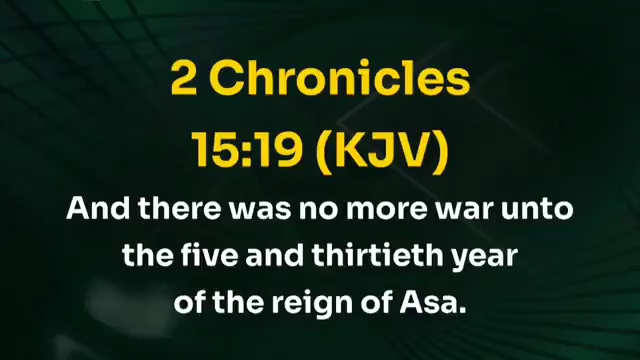 2 Chronicles
15:19 (KJV)
And there was no more war unto
the five and thirtieth year
of the reign of Asa.